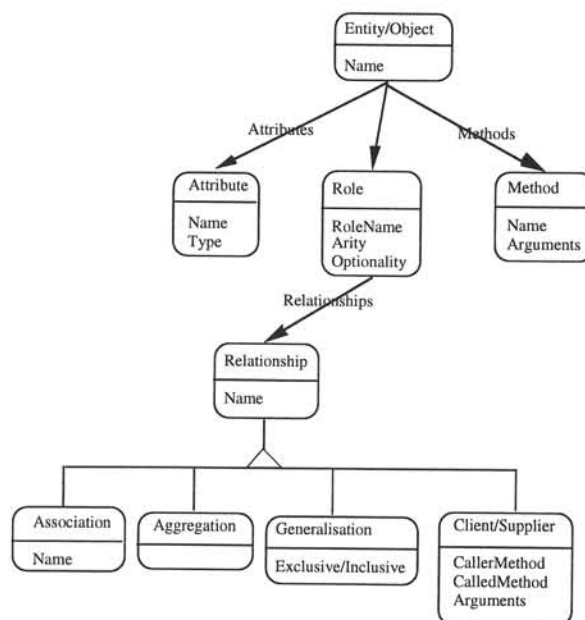 Entity/Object
Name
Attributes
Methods
Attribute
Name
Type
Role
RoleName
Arity
Optionality
Method
Name
Arguments
Relationships
Relationship
Name
Association
Name
Aggregation
Generalisation
Exclusive/Inclusive
Client/Supplier
CallerMethod
CalledMethod
Arguments